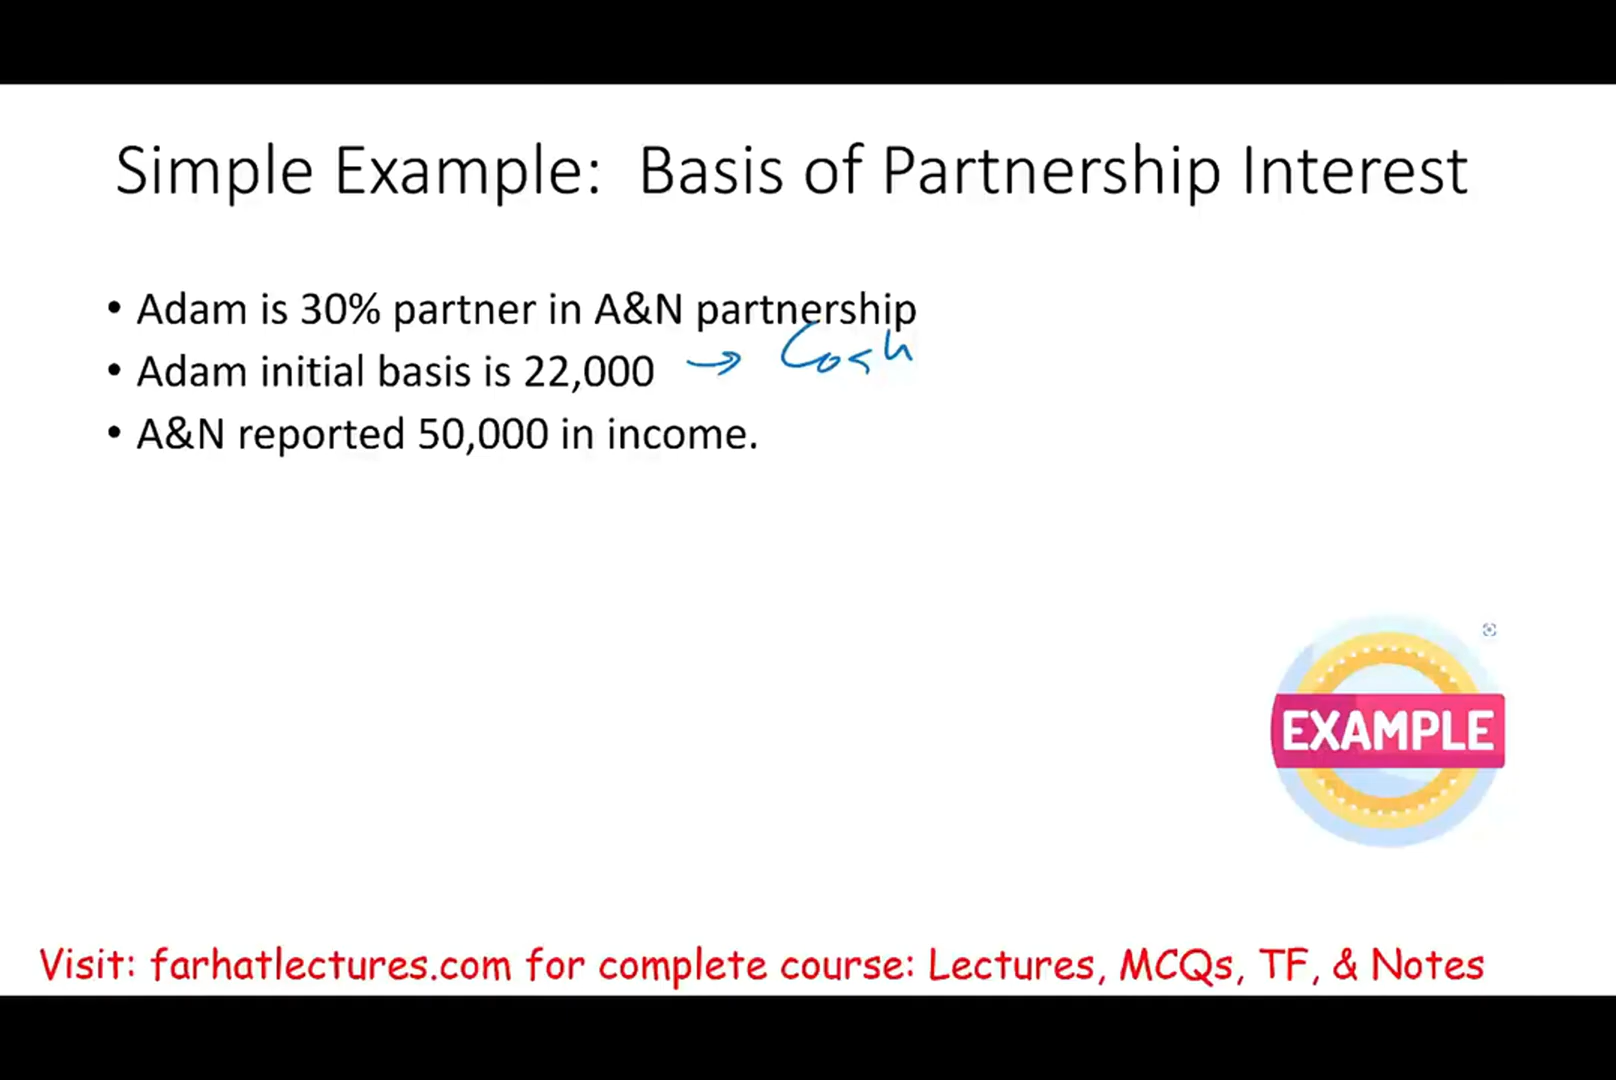 Simple Example: Basis of Partnership Interest
• Adam is 30% partner in A&N partnership
• Adam initial basis is 22,000 → Cash
• A&N reported 50,000 in income.
EXAMPLE
Visit: farhatlectures.com for complete course: Lectures, MCQs, TF, & Notes